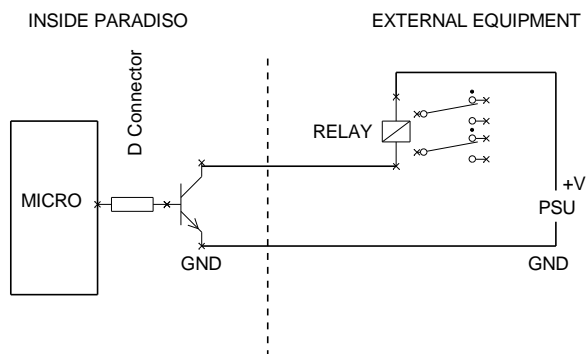 INSIDE PARADISO
EXTERNAL EQUIPMENT
D Connector
RELAY
MICRO
+V
PSU
GND
GND